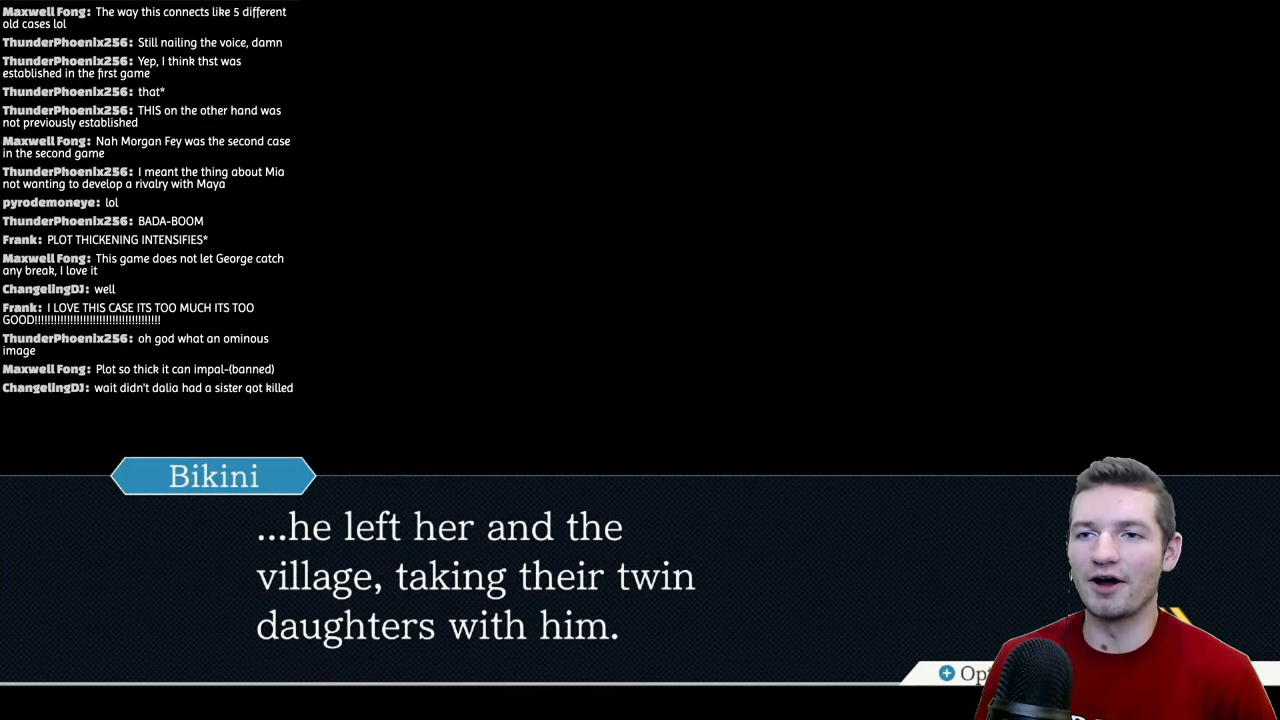 Maxwell Fong: The way this connects like 5 different
old cases lol
ThunderPhoenix256: Still nailing the voice, damn
ThunderPhoenix256: Yep, I think thst was
established in the first game
ThunderPhoenix256: that*
ThunderPhoenix256: THIS on the other hand was
not previously established
Maxwell Fong: Nah Morgan Fey was the second case
in the second game
ThunderPhoenix256: I meant the thing about Mia
not wanting to develop a rivalry with Maya
pyrodemoneye: lol
ThunderPhoenix256: BADA-BOOM
Frank: PLOT THICKENING INTENSIFIES*
Maxwell Fong: This game does not let George catch
any break, I love it
ChangelingDJ: well
Frank: I LOVE THIS CASE ITS TOO MUCH ITS TOO
GOOD!!!!!!!!!!!!!!!!!!!!!!!!!!!!!!!!!!!!!!!!
ThunderPhoenix256: oh god what an ominous
image
Maxwell Fong: Plot so thick it can impal-(banned)
ChangelingDJ: wait didn't dalia had a sister got killed
Bikini
...he left her and the
village, taking their twin
daughters with him.